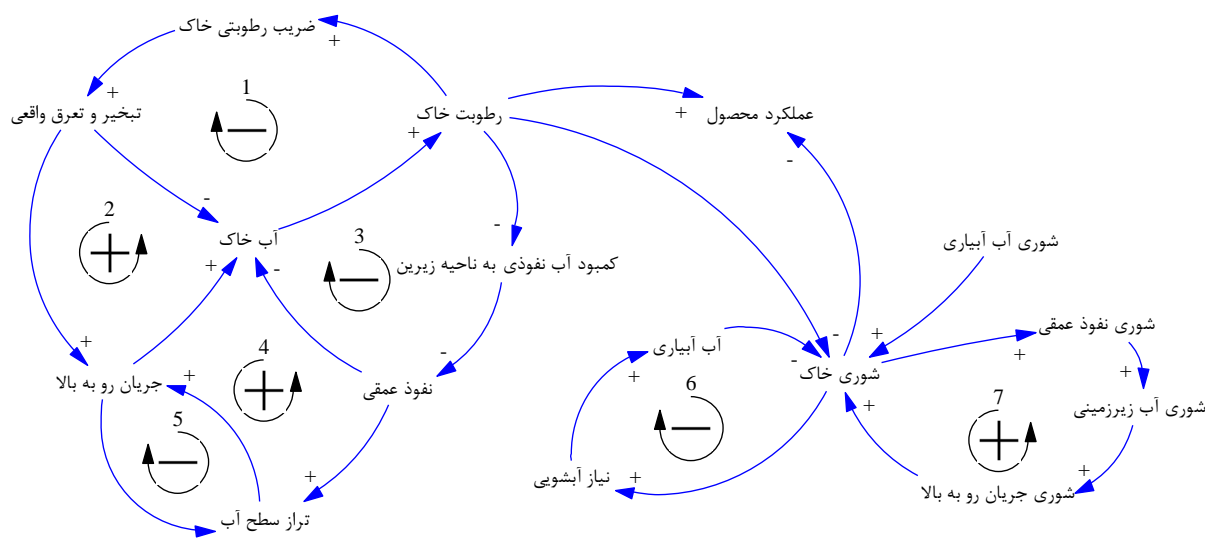 ضریب رطوبتی خاک
+
+
1
تبخیر و تعرق واقعی
رطوبت خاک
+
+
عملکرد محصول
-
-
2
-
3
آب خاک
شوری آب آبیاری
+
-
کمبود آب نفوذی به ناحیه زیرین
+
4
-
+
نفوذ عمقی
جریان رو به بالا
+
5
+
تراز سطح آب
آب آبیاری
-
-
+
شوری خاک
+
6
نیاز آبشویی
+
شوری نفوذ عمقی
+
+
شوری آب زیرزمینی
7
+
+
شوری جریان رو به بالا